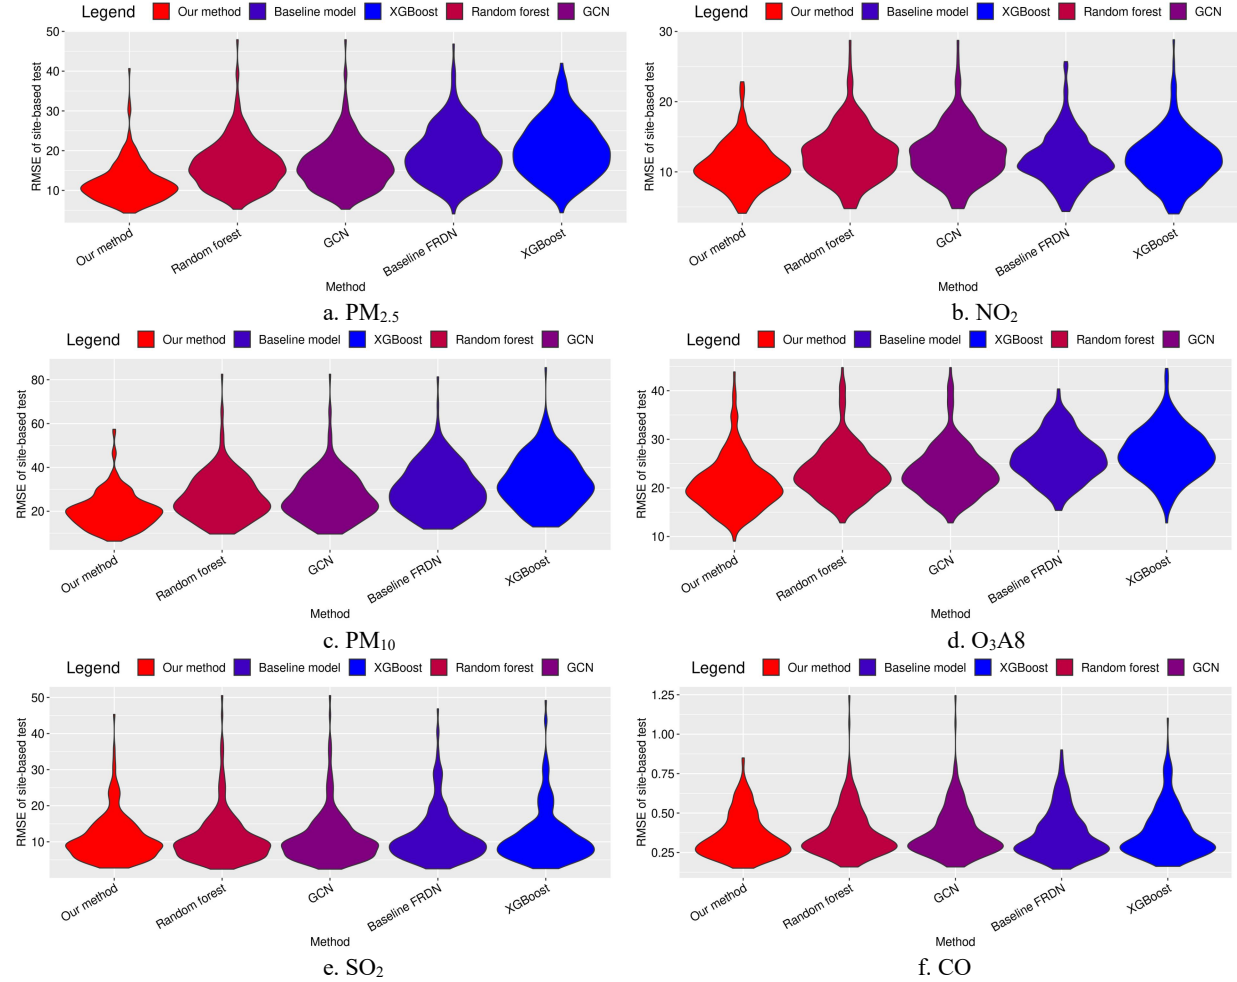 Legend Our method Baseline model XGBoost Random forest GCN
RMSE of site-based test
50
40
30
20
10
Our method
Random forest
GCN
Baseline FRDN
XGBoost
Method
a. PM2.5
Legend Our method Baseline model XGBoost Random forest GCN
RMSE of site-based test
30
20
10
Our method
Random forest
GCN
Baseline FRDN
XGBoost
Method
b. NO2
Legend Our method Baseline model XGBoost Random forest GCN
RMSE of site-based test
80
60
40
20
Our method
Random forest
GCN
Baseline FRDN
XGBoost
Method
c. PM10
Legend Our method Baseline model XGBoost Random forest GCN
RMSE of site-based test
40
30
20
10
Our method
Random forest
GCN
Baseline FRDN
XGBoost
Method
d. O3A8
Legend Our method Baseline model XGBoost Random forest GCN
RMSE of site-based test
50
40
30
20
10
Our method
Random forest
GCN
Baseline FRDN
XGBoost
Method
e. SO2
Legend Our method Baseline model XGBoost Random forest GCN
RMSE of site-based test
1.25
1.00
0.75
0.50
0.25
Our method
Random forest
GCN
Baseline FRDN
XGBoost
Method
f. CO